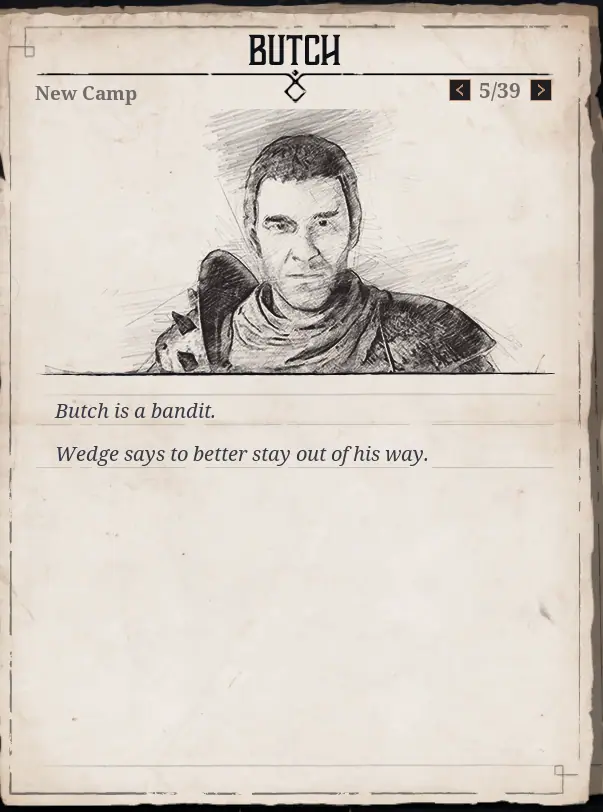 BUTCH
New Camp
5/39
Butch is a bandit.
Wedge says to better stay out of his way.